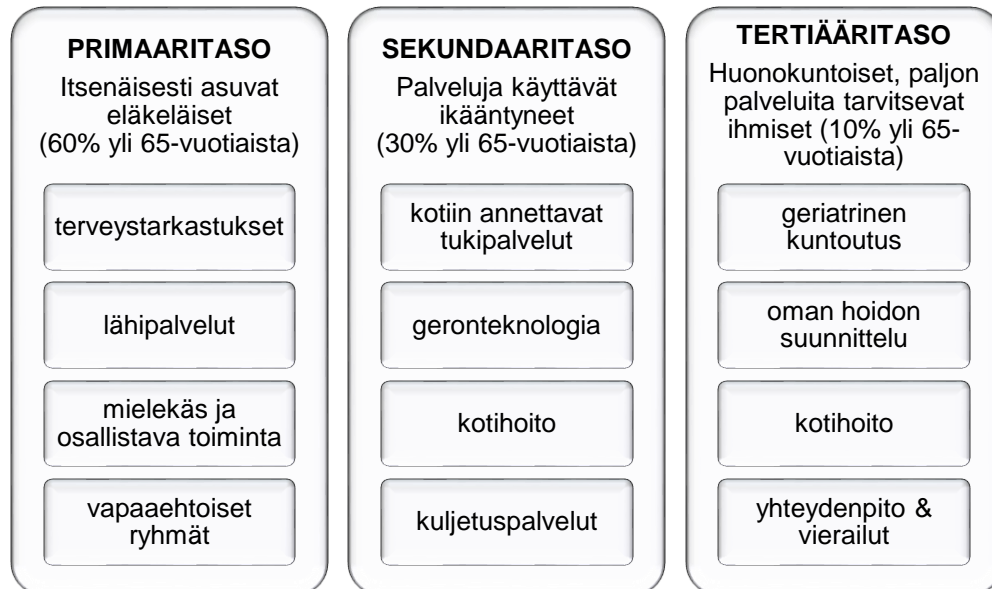 PRIMAARITASO
Itsenäisesti asuvat
eläkeläiset
(60% yli 65-vuotiaista)
terveystarkastukset
lähipalvelut
mielekäs ja
osallistava toiminta
vapaaehtoiset
ryhmät
SEKUNDAARITASO
Palveluja käyttävät
ikääntyneet
(30% yli 65-vuotiaista)
kotiin annettavat
tukipalvelut
geronteknologia
kotihoito
kuljetuspalvelut
TERTIÄÄRITASO
Huonokuntoiset, paljon
palveluita tarvitsevat
ihmiset (10% yli 65-
vuotiaista)
geriatrinen
kuntoutus
oman hoidon
suunnittelu
kotihoito
yhteydenpito &
vierailut